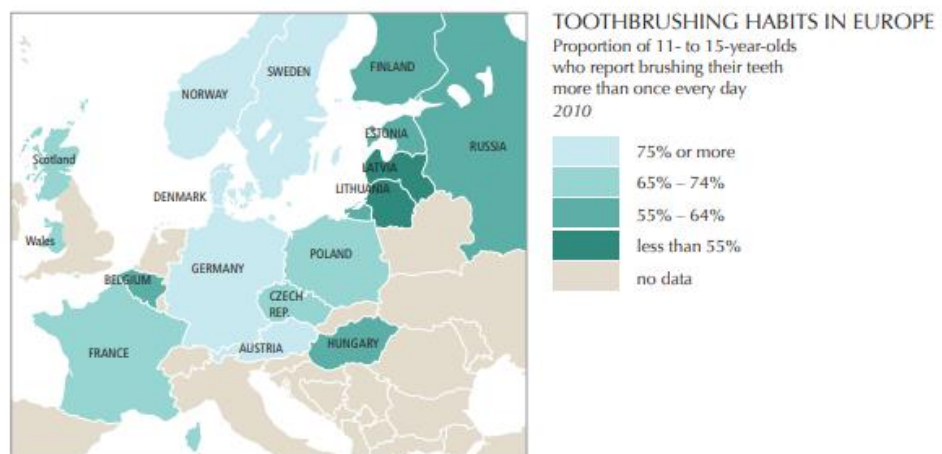 TOOTHBRUSHING HABITS IN EUROPE
Proportion of 11- to 15-year-olds
who report brushing their teeth
more than once every day
2010
75% or more
65% – 74%
55% – 64%
less than 55%
no data
FINLAND
SWEDEN
NORWAY
ESTONIA
RUSSIA
Scotland
LATVIA
LITHUANIA
DENMARK
Wales
POLAND
GERMANY
BELGIUM
CZECH
REP.
HUNGARY
AUSTRIA
FRANCE